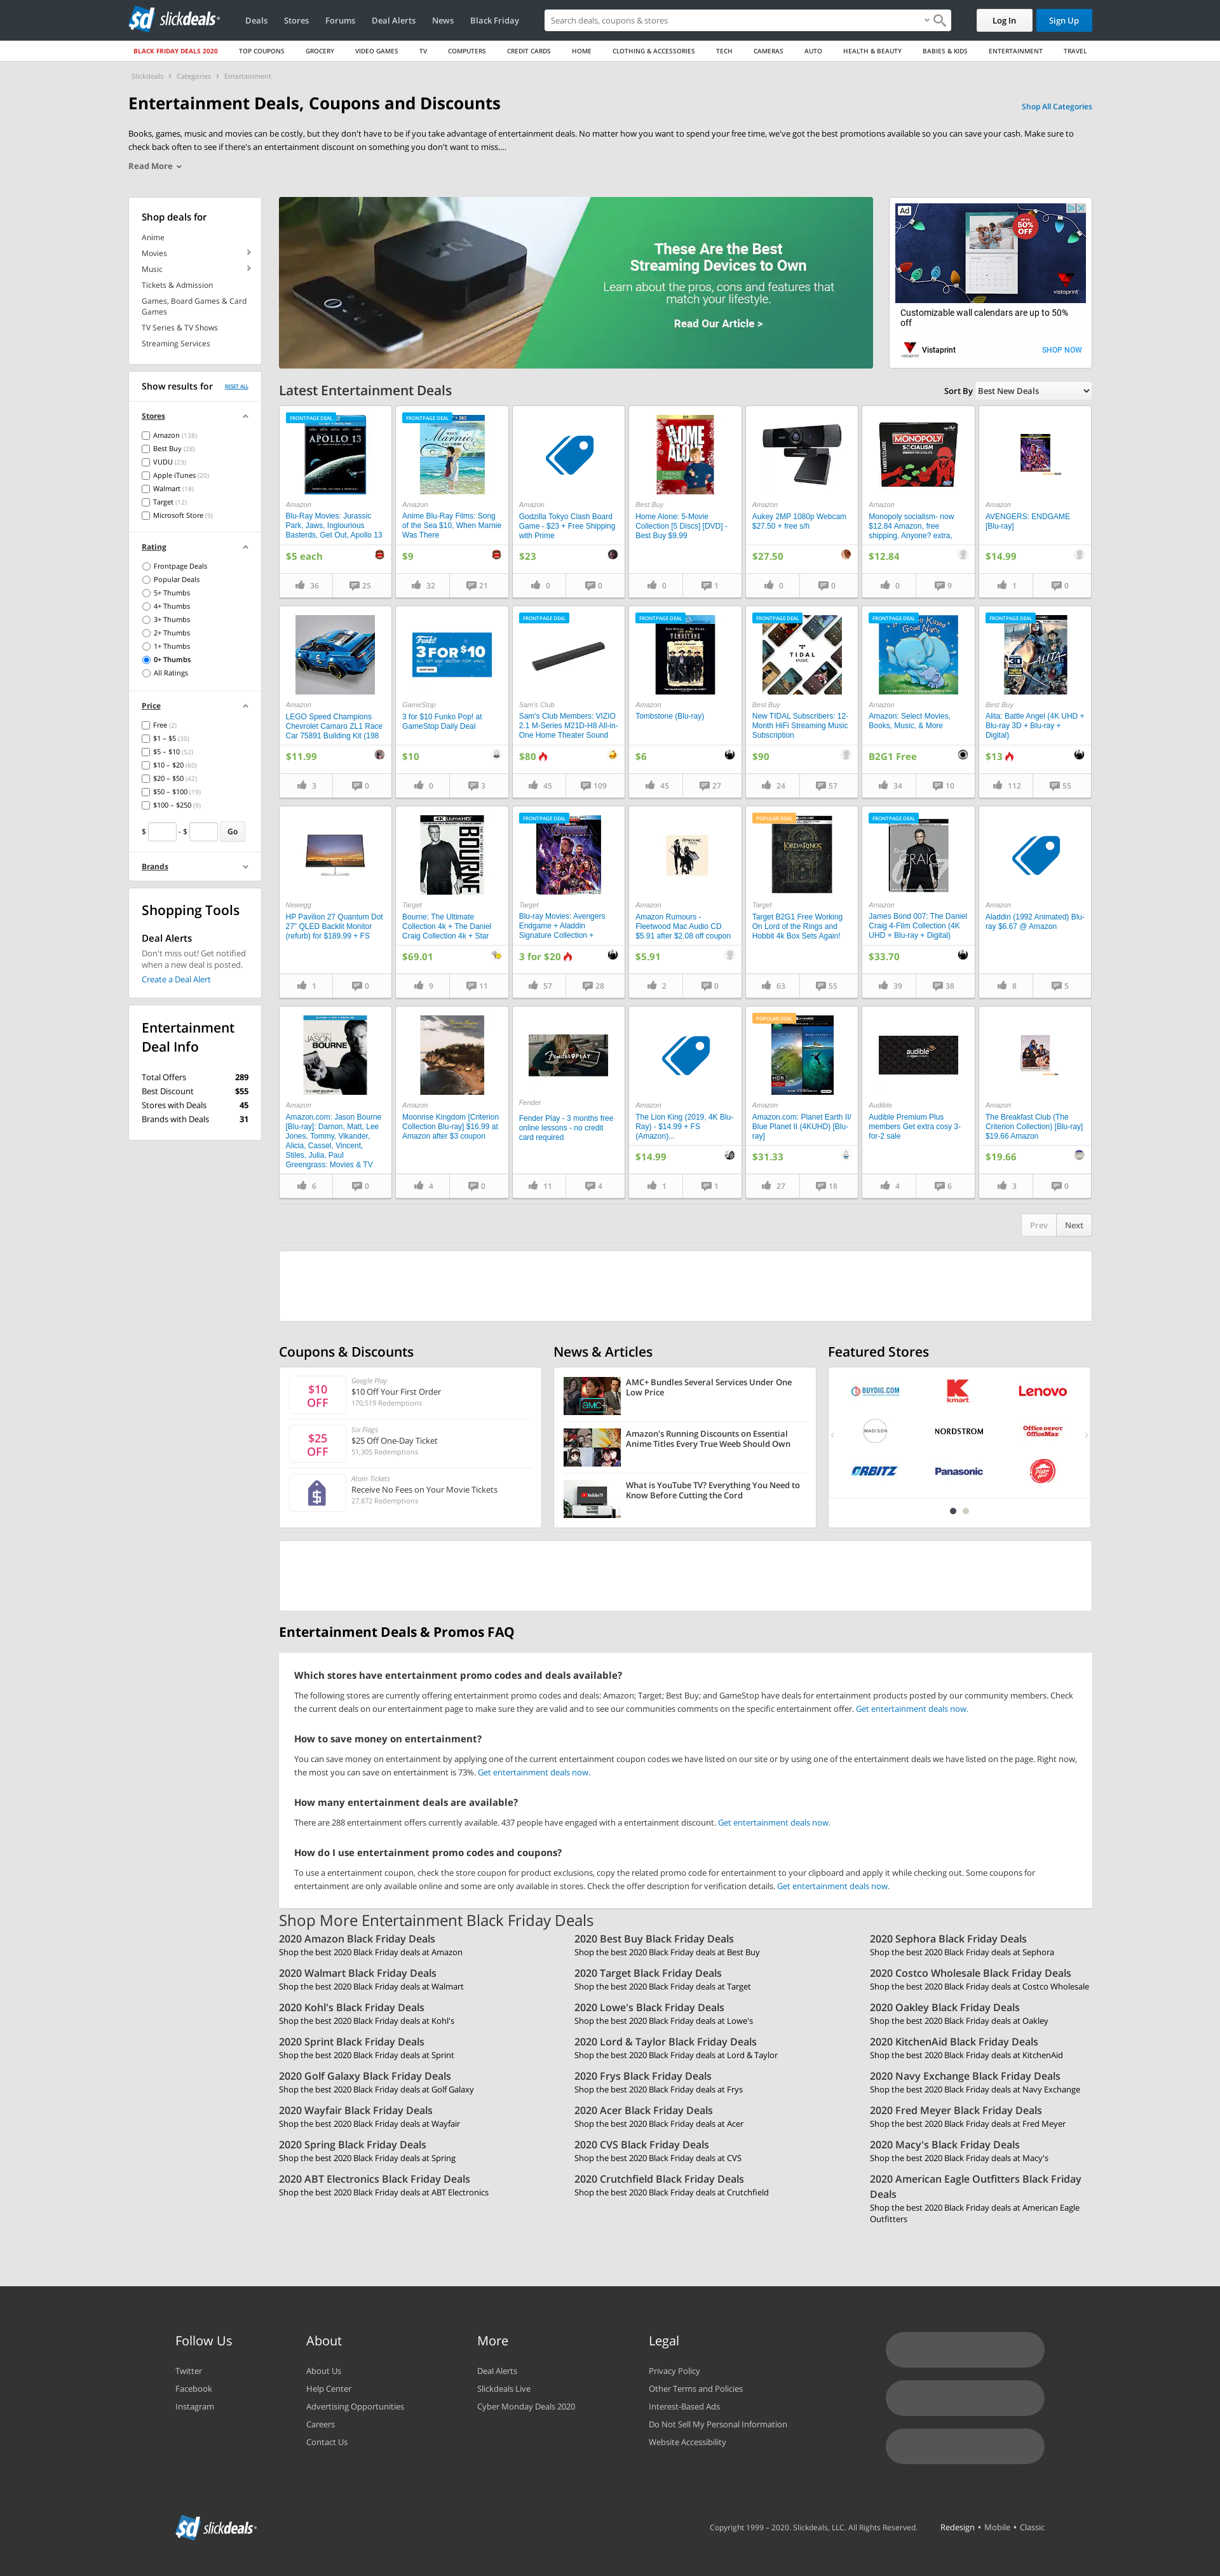 slickdeals
Deals
Stores
Forums
Deal Alerts
News
Black Friday
Search deals, coupons & stores
Log In
Sign Up
BLACK FRIDAY DEALS 2020
TOP COUPONS
GROCERY
VIDEO GAMES
TV
COMPUTERS
CREDIT CARDS
HOME
CLOTHING & ACCESSORIES
TECH
CAMERAS
AUTO
HEALTH & BEAUTY
BABIES & KIDS
ENTERTAINMENT
TRAVEL
Slickdeals › Categories › Entertainment
Entertainment Deals, Coupons and Discounts
Shop All Categories
Books, games, music and movies can be costly, but they don't have to be if you take advantage of entertainment deals. No matter how you want to spend your free time, we've got the best promotions available so you can save your cash. Make sure to
check back often to see if there's an entertainment discount on something you don't want to miss....
Read More
Shop deals for
Anime
Movies
Music
Tickets & Admission
Games, Board Games & Card
Games
TV Series & TV Shows
Streaming Services
Show results for
RESET ALL
Stores
Amazon (138)
Best Buy (28)
VUDU (23)
Apple iTunes (20)
Walmart (18)
Target (12)
Microsoft Store (9)
Rating
Frontpage Deals
Popular Deals
5+ Thumbs
4+ Thumbs
3+ Thumbs
2+ Thumbs
1+ Thumbs
0+ Thumbs
All Ratings
Price
Free (2)
$1 – $5 (30)
$5 – $10 (52)
$10 – $20 (60)
$20 – $50 (42)
$50 – $100 (19)
$100 – $250 (9)
$ - $ Go
Brands
Shopping Tools
Deal Alerts
Don't miss out! Get notified
when a new deal is posted.
Create a Deal Alert
Entertainment
Deal Info
Total Offers 289
Best Discount $55
Stores with Deals 45
Brands with Deals 31
tv
These Are the Best
Streaming Devices to Own
Learn about the pros, cons and features that
match your lifestyle.
Read Our Article >
Ad
UP TO
50%
OFF
vistaprint
Customizable wall calendars are up to 50%
off
vistaprint
Vistaprint
SHOP NOW
Latest Entertainment Deals
Sort By Best New Deals
FRONTPAGE DEAL
APOLLO 13
Amazon
Blu-Ray Movies: Jurassic
Park, Jaws, Inglourious
Basterds, Get Out, Apollo 13
$5 each
36
25
FRONTPAGE DEAL
Marnie
Amazon
Anime Blu-Ray Films: Song
of the Sea $10, When Marnie
Was There
$9
32
21
Amazon
Godzilla Tokyo Clash Board
Game - $23 + Free Shipping
with Prime
$23
0
0
HOME ALONE
Best Buy
Home Alone: 5-Movie
Collection [5 Discs] [DVD] -
Best Buy $9.99
0
1
Amazon
Aukey 2MP 1080p Webcam
$27.50 + free s/h
$27.50
0
0
MONOPOLY
SOCIALISM
Amazon
Monopoly socialism- now
$12.84 Amazon, free
shipping. Anyone? extra,
$12.84
0
9
Amazon
AVENGERS: ENDGAME
[Blu-ray]
$14.99
1
0
Amazon
LEGO Speed Champions
Chevrolet Camaro ZL1 Race
Car 75891 Building Kit (198
$11.99
3
0
Funko
3 FOR $10
GameStop
3 for $10 Funko Pop! at
GameStop Daily Deal
$10
0
3
FRONTPAGE DEAL
Sam's Club
Sam's Club Members: VIZIO
2.1 M-Series M21D-H8 All-in-
One Home Theater Sound
$80
45
109
FRONTPAGE DEAL
TOMBSTONE
Amazon
Tombstone (Blu-ray)
$6
45
27
FRONTPAGE DEAL
TIDAL
MUSIC
Best Buy
New TIDAL Subscribers: 12-
Month HiFi Streaming Music
Subscription
$90
24
57
FRONTPAGE DEAL
Kisses
Good Night
Amazon
Amazon: Select Movies,
Books, Music, & More
B2G1 Free
34
10
FRONTPAGE DEAL
3D
ALITA
Best Buy
Alita: Battle Angel (4K UHD +
Blu-ray 3D + Blu-ray +
Digital)
$13
112
55
Newegg
HP Pavilion 27 Quantum Dot
27" QLED Backlit Monitor
(refurb) for $189.99 + FS
1
0
BOURNE
Target
Bourne: The Ultimate
Collection 4k + The Daniel
Craig Collection 4k + Star
$69.01
9
11
FRONTPAGE DEAL
AVENGERS
Target
Blu-ray Movies: Avengers
Endgame + Aladdin
Signature Collection +
3 for $20
57
28
Amazon
Amazon Rumours -
Fleetwood Mac Audio CD
$5.91 after $2.08 off coupon
$5.91
2
0
POPULAR DEAL
LORD OF THE RINGS
Target
Target B2G1 Free Working
On Lord of the Rings and
Hobbit 4k Box Sets Again!
63
55
FRONTPAGE DEAL
CRAIG
Amazon
James Bond 007: The Daniel
Craig 4-Film Collection (4K
UHD + Blu-ray + Digital)
$33.70
39
38
Amazon
Aladdin (1992 Animated) Blu-
ray $6.67 @ Amazon
8
5
JASON
BOURNE
Amazon
Amazon.com: Jason Bourne
[Blu-ray]: Damon, Matt, Lee
Jones, Tommy, Vikander,
Alicia, Cassel, Vincent,
Stiles, Julia, Paul
Greengrass: Movies & TV
6
0
Amazon
Moonrise Kingdom [Criterion
Collection Blu-ray] $16.99 at
Amazon after $3 coupon
4
0
Fender PLAY
Fender
Fender Play - 3 months free
online lessons - no credit
card required
11
4
Amazon
The Lion King (2019, 4K Blu-
Ray) - $14.99 + FS
(Amazon)...
$14.99
1
1
POPULAR DEAL
Amazon
Amazon.com: Planet Earth II/
Blue Planet II (4KUHD) [Blu-
ray]
$31.33
27
18
audible
Audible
Audible Premium Plus
members Get extra cosy 3-
for-2 sale
4
6
Amazon
The Breakfast Club (The
Criterion Collection) [Blu-ray]
$19.66 Amazon
$19.66
3
0
Prev
Next
Coupons & Discounts
$10
OFF
Google Play
$10 Off Your First Order
170,519 Redemptions
$25
OFF
Six Flags
$25 Off One-Day Ticket
51,305 Redemptions
Atom Tickets
Receive No Fees on Your Movie Tickets
27,872 Redemptions
News & Articles
AMC+
AMC+ Bundles Several Services Under One
Low Price
Amazon's Running Discounts on Essential
Anime Titles Every True Weeb Should Own
What is YouTube TV? Everything You Need to
Know Before Cutting the Cord
Featured Stores
BUYDIG.COM
kmart
Lenovo
MADISON
NORDSTROM
Office DEPOT
OfficeMax
ORBITZ
Panasonic
Pizza Hut
Entertainment Deals & Promos FAQ
Which stores have entertainment promo codes and deals available?
The following stores are currently offering entertainment promo codes and deals: Amazon; Target; Best Buy; and GameStop have deals for entertainment products posted by our community members. Check
the current deals on our entertainment page to make sure they are valid and to see our communities comments on the specific entertainment offer. Get entertainment deals now.
How to save money on entertainment?
You can save money on entertainment by applying one of the current entertainment coupon codes we have listed on our site or by using one of the entertainment deals we have listed on the page. Right now,
the most you can save on entertainment is 73%. Get entertainment deals now.
How many entertainment deals are available?
There are 288 entertainment offers currently available. 437 people have engaged with a entertainment discount. Get entertainment deals now.
How do I use entertainment promo codes and coupons?
To use a entertainment coupon, check the store coupon for product exclusions, copy the related promo code for entertainment to your clipboard and apply it while checking out. Some coupons for
entertainment are only available online and some are only available in stores. Check the offer description for verification details. Get entertainment deals now.
Shop More Entertainment Black Friday Deals
2020 Amazon Black Friday Deals
Shop the best 2020 Black Friday deals at Amazon
2020 Best Buy Black Friday Deals
Shop the best 2020 Black Friday deals at Best Buy
2020 Sephora Black Friday Deals
Shop the best 2020 Black Friday deals at Sephora
2020 Walmart Black Friday Deals
Shop the best 2020 Black Friday deals at Walmart
2020 Target Black Friday Deals
Shop the best 2020 Black Friday deals at Target
2020 Costco Wholesale Black Friday Deals
Shop the best 2020 Black Friday deals at Costco Wholesale
2020 Kohl's Black Friday Deals
Shop the best 2020 Black Friday deals at Kohl's
2020 Lowe's Black Friday Deals
Shop the best 2020 Black Friday deals at Lowe's
2020 Oakley Black Friday Deals
Shop the best 2020 Black Friday deals at Oakley
2020 Sprint Black Friday Deals
Shop the best 2020 Black Friday deals at Sprint
2020 Lord & Taylor Black Friday Deals
Shop the best 2020 Black Friday deals at Lord & Taylor
2020 KitchenAid Black Friday Deals
Shop the best 2020 Black Friday deals at KitchenAid
2020 Golf Galaxy Black Friday Deals
Shop the best 2020 Black Friday deals at Golf Galaxy
2020 Frys Black Friday Deals
Shop the best 2020 Black Friday deals at Frys
2020 Navy Exchange Black Friday Deals
Shop the best 2020 Black Friday deals at Navy Exchange
2020 Wayfair Black Friday Deals
Shop the best 2020 Black Friday deals at Wayfair
2020 Acer Black Friday Deals
Shop the best 2020 Black Friday deals at Acer
2020 Fred Meyer Black Friday Deals
Shop the best 2020 Black Friday deals at Fred Meyer
2020 Spring Black Friday Deals
Shop the best 2020 Black Friday deals at Spring
2020 CVS Black Friday Deals
Shop the best 2020 Black Friday deals at CVS
2020 Macy's Black Friday Deals
Shop the best 2020 Black Friday deals at Macy's
2020 ABT Electronics Black Friday Deals
Shop the best 2020 Black Friday deals at ABT Electronics
2020 Crutchfield Black Friday Deals
Shop the best 2020 Black Friday deals at Crutchfield
2020 American Eagle Outfitters Black Friday
Deals
Shop the best 2020 Black Friday deals at American Eagle
Outfitters
Follow Us
Twitter
Facebook
Instagram
About
About Us
Help Center
Advertising Opportunities
Careers
Contact Us
More
Deal Alerts
Slickdeals Live
Cyber Monday Deals 2020
Legal
Privacy Policy
Other Terms and Policies
Interest-Based Ads
Do Not Sell My Personal Information
Website Accessibility
slickdeals
Copyright 1999 – 2020. Slickdeals, LLC. All Rights Reserved.
Redesign • Mobile • Classic